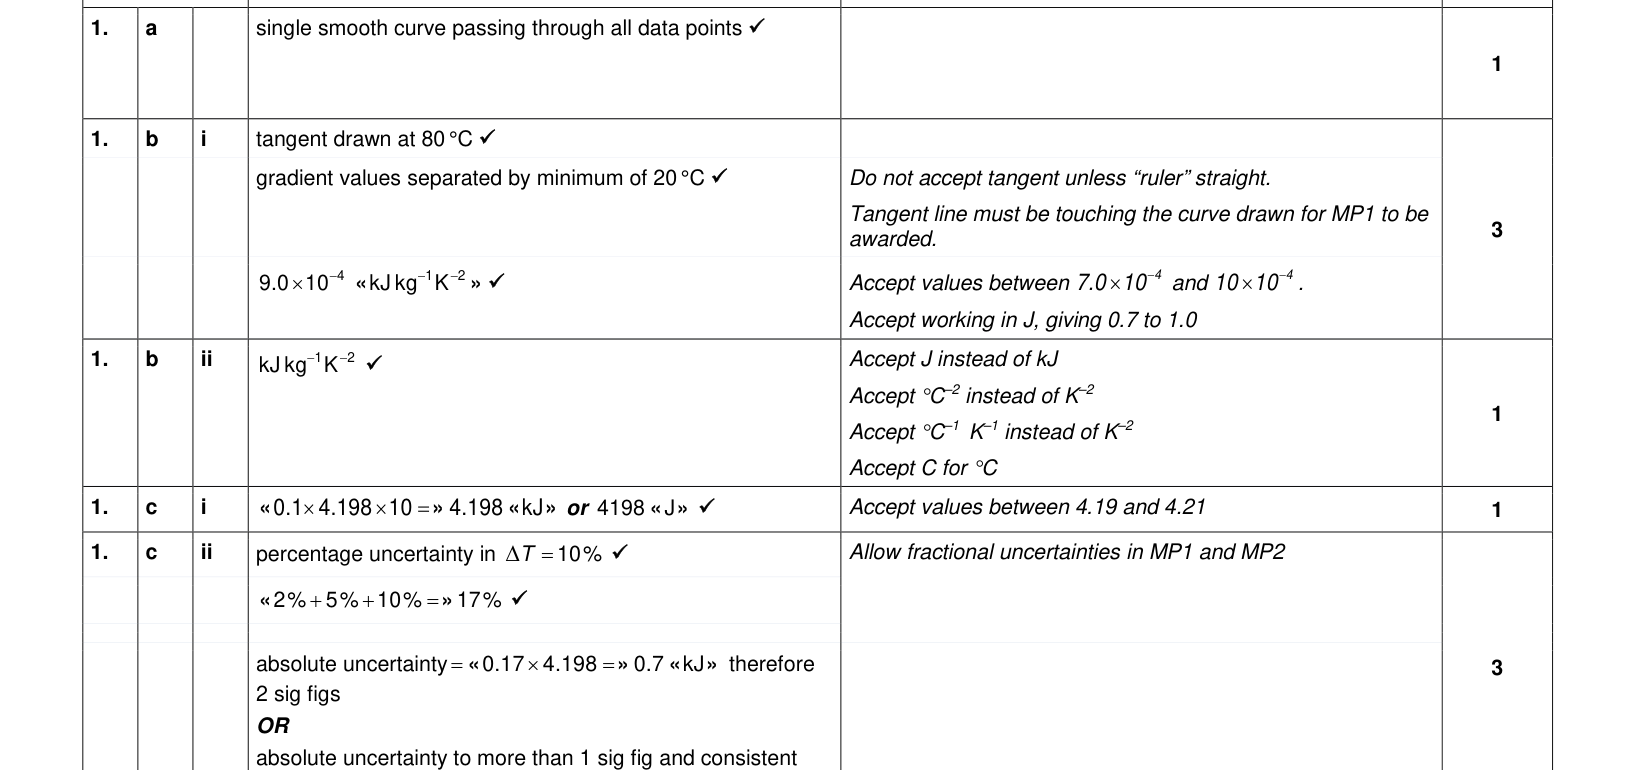 1. a single smooth curve passing through all data points ✓
1
1. b i tangent drawn at 80 °C ✓
gradient values separated by minimum of 20 °C ✓ Do not accept tangent unless “ruler” straight.
Tangent line must be touching the curve drawn for MP1 to be
awarded.
3
9.0×10⁻⁴ «kJ kg⁻¹ K⁻²» ✓ Accept values between 7.0×10⁻⁴ and 10×10⁻⁴ .
Accept working in J, giving 0.7 to 1.0
1. b ii kJ kg⁻¹ K⁻² ✓ Accept J instead of kJ
Accept °C⁻² instead of K⁻²
1
Accept °C⁻¹ K⁻¹ instead of K⁻²
Accept C for °C
1. c i «0.1× 4.198 ×10 =» 4.198 «kJ» or 4198 «J» ✓ Accept values between 4.19 and 4.21 1
1. c ii percentage uncertainty in ΔT = 10% ✓ Allow fractional uncertainties in MP1 and MP2
«2% + 5% + 10% =» 17% ✓
absolute uncertainty = «0.17 × 4.198 =» 0.7 «kJ» therefore 3
2 sig figs
OR
absolute uncertainty to more than 1 sig fig and consistent